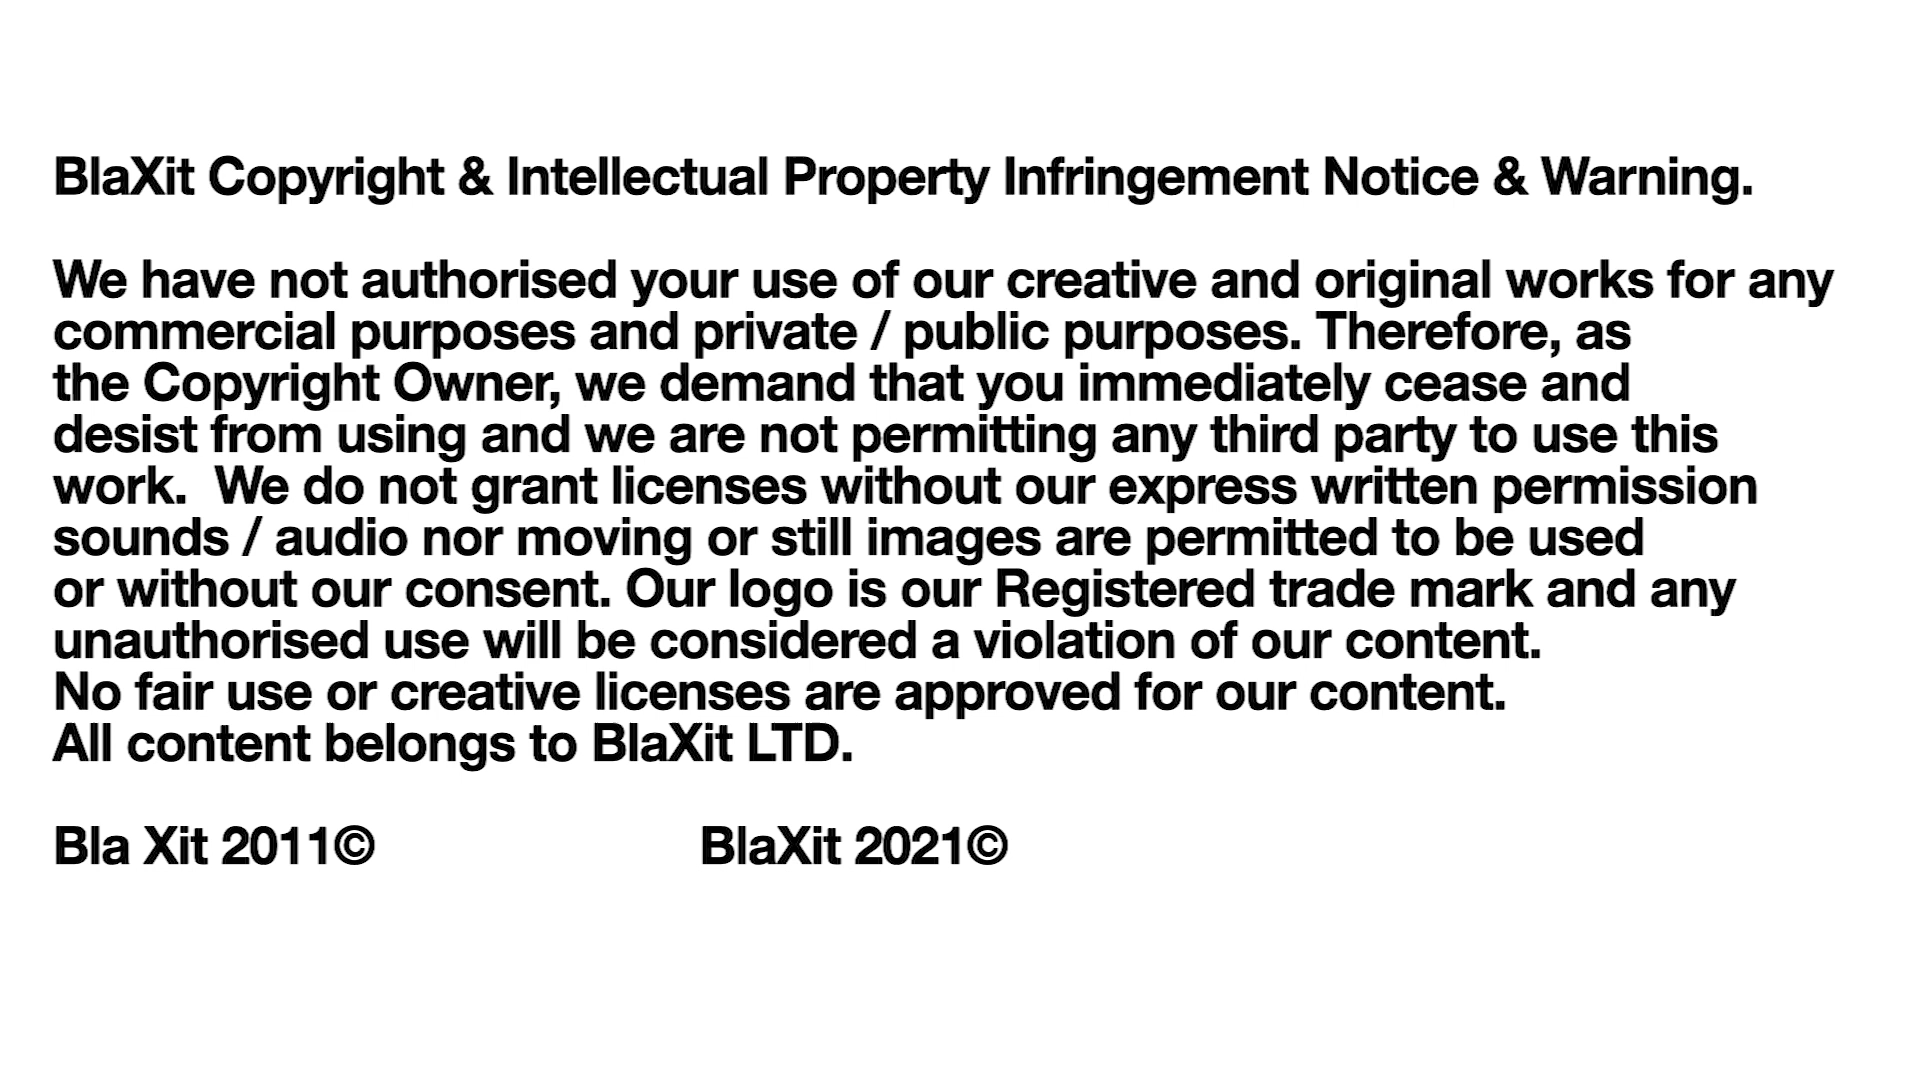 BlaXit Copyright & Intellectual Property Infringement Notice & Warning.
We have not authorised your use of our creative and original works for any
commercial purposes and private / public purposes. Therefore, as
the Copyright Owner, we demand that you immediately cease and
desist from using and we are not permitting any third party to use this
work.  We do not grant licenses without our express written permission
sounds / audio nor moving or still images are permitted to be used
or without our consent. Our logo is our Registered trade mark and any
unauthorised use will be considered a violation of our content.
No fair use or creative licenses are approved for our content.
All content belongs to BlaXit LTD.
Bla Xit 2011© BlaXit 2021©